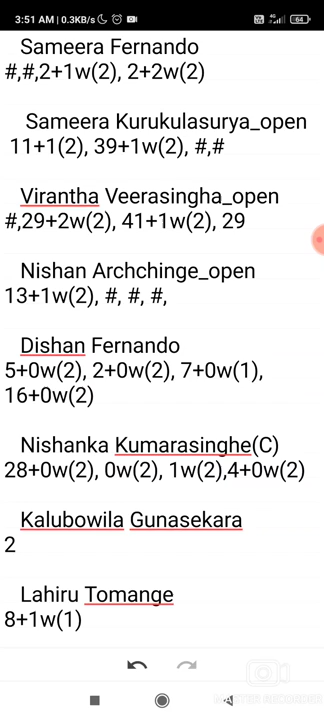 3:51 AM | 0.3KB/s
4G
64
Sameera Fernando
#,#,2+1w(2), 2+2w(2)
Sameera Kurukulasurya_open
11+1(2), 39+1w(2), #,#
Virantha Veerasingha_open
#,29+2w(2), 41+1w(2), 29
Nishan Archchinge_open
13+1w(2), #, #, #,
Dishan Fernando
5+0w(2), 2+0w(2), 7+0w(1),
16+0w(2)
Nishanka Kumarasinghe(C)
28+0w(2), 0w(2), 1w(2),4+0w(2)
Kalubowila Gunasekara
2
Lahiru Tomange
8+1w(1)